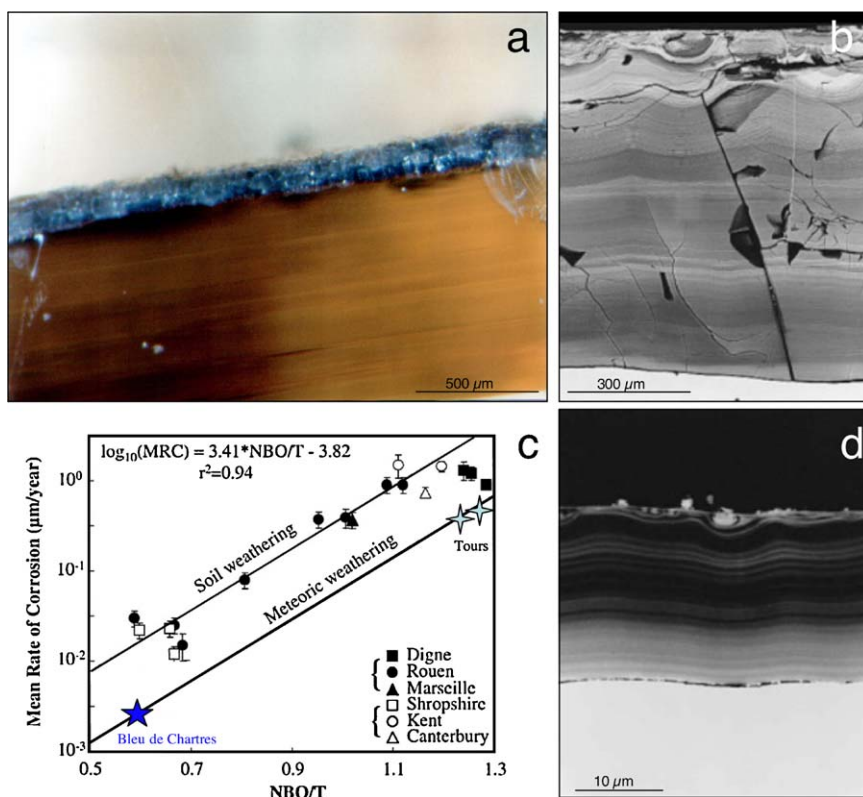 a
500 µm
b
300 µm
c
log10(MRC) = 3.41*NBO/T - 3.82
r²=0.94
Mean Rate of Corrosion (µm/year)
10⁰
10⁻¹
10⁻²
10⁻³
Soil weathering
Meteoric weathering
Tours
Bleu de Chartres
Digne
Rouen
Marseille
Shropshire
Kent
Canterbury
0.5
0.7
0.9
1.1
1.3
NBO/T
d
10 µm